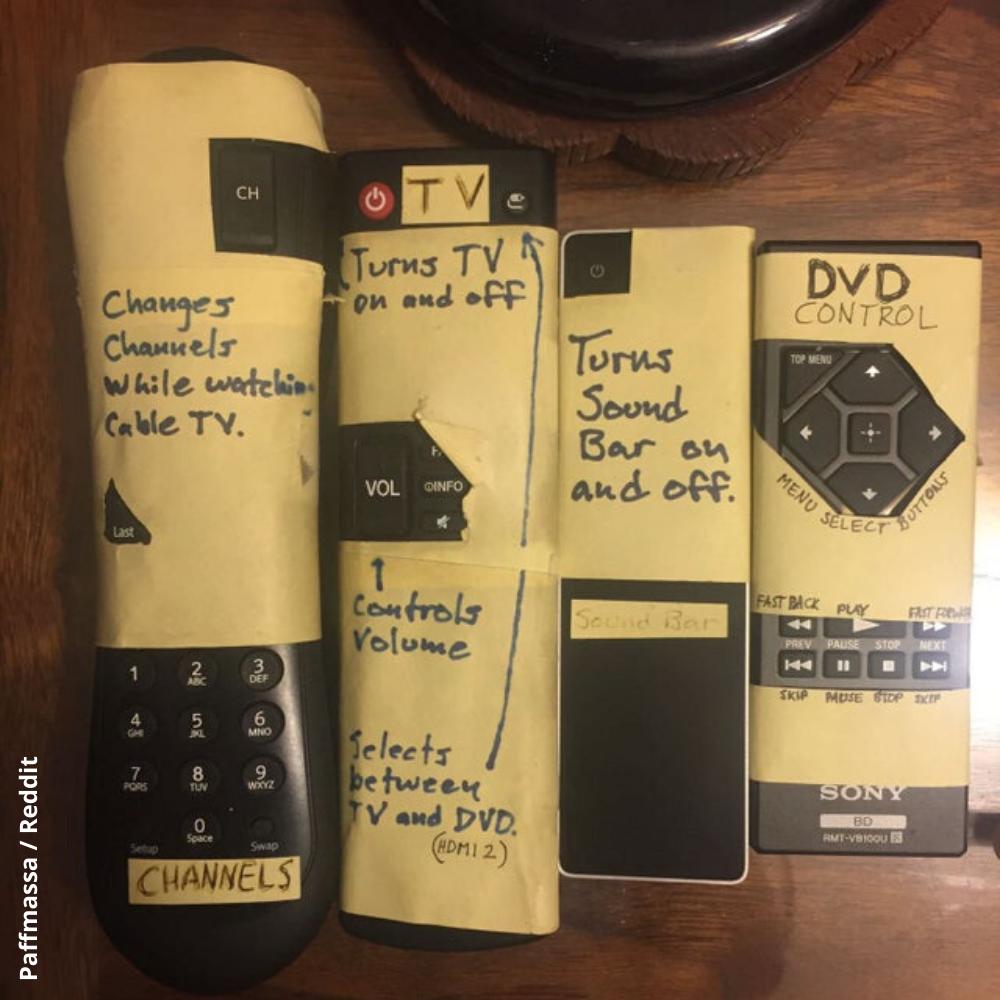 CH
Changes
Channels
While watching
Cable TV.
Last
1
2 ABC
3 DEF
4 GHI
5 JKL
6 MNO
7 PQRS
8 TUV
9 WXYZ
0 Space
Setup
Swap
CHANNELS
TV
Turns TV
on and off
VOL
INFO
Controls
Volume
Selects
between
TV and DVD.
(HDMI 2)
Turns
Sound
Bar on
and off.
Sound Bar
DVD
CONTROL
TOP MENU
MENU SELECT BUTTONS
FAST BACK PLAY FAST FORWARD
PREV PAUSE STOP NEXT
SKIP PAUSE STOP SKIP
SONY
BD
RMT-VB100U
Paffmassa / Reddit